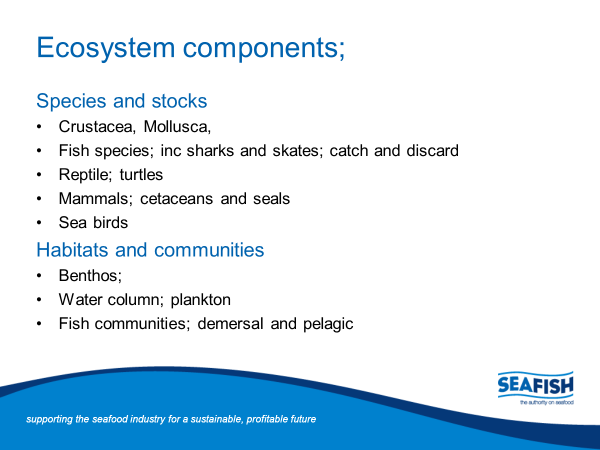 Ecosystem components;
Species and stocks
• Crustacea, Mollusca,
• Fish species; inc sharks and skates; catch and discard
• Reptile; turtles
• Mammals; cetaceans and seals
• Sea birds
Habitats and communities
• Benthos;
• Water column; plankton
• Fish communities; demersal and pelagic
SEAFISH
the authority on seafood
supporting the seafood industry for a sustainable, profitable future